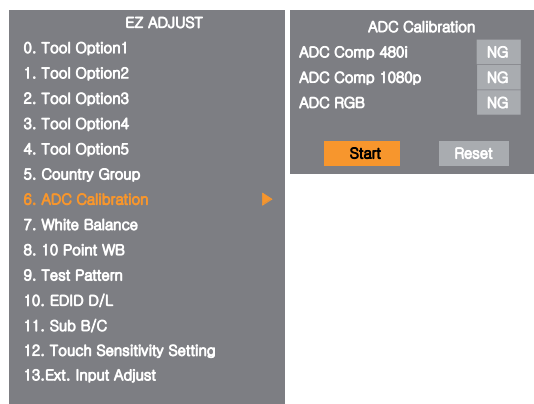 EZ ADJUST
0. Tool Option1
1. Tool Option2
2. Tool Option3
3. Tool Option4
4. Tool Option5
5. Country Group
6. ADC Calibration
7. White Balance
8. 10 Point WB
9. Test Pattern
10. EDID D/L
11. Sub B/C
12. Touch Sensitivity Setting
13.Ext. Input Adjust
ADC Calibration
ADC Comp 480i NG
ADC Comp 1080p NG
ADC RGB NG
Start Reset